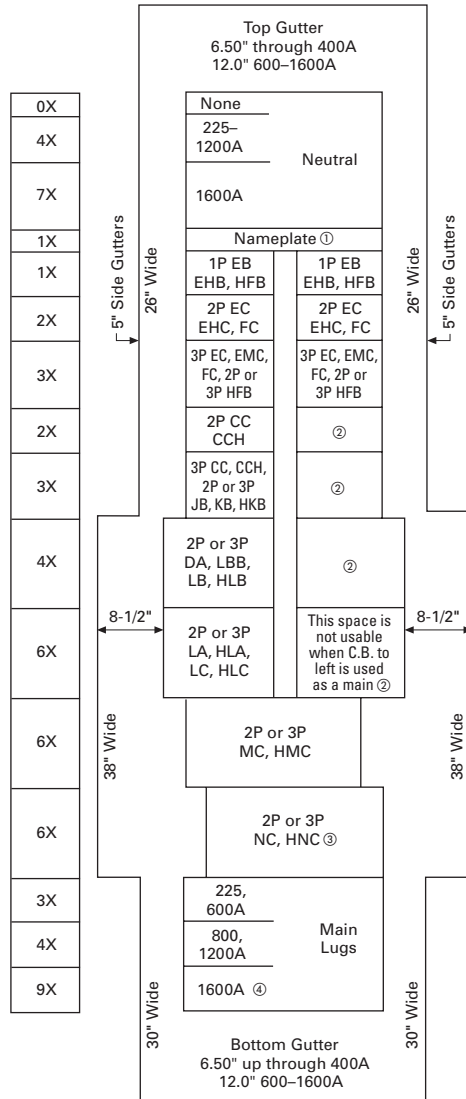 Top Gutter
6.50" through 400A
12.0" 600–1600A
0X
4X
7X
1X
1X
2X
3X
2X
3X
4X
6X
6X
6X
3X
4X
9X
5" Side Gutters
26" Wide
None
225–
1200A
1600A
Neutral
Nameplate ①
1P EB
EHB, HFB
1P EB
EHB, HFB
2P EC
EHC, FC
2P EC
EHC, FC
3P EC, EMC,
FC, 2P or
3P HFB
3P EC, EMC,
FC, 2P or
3P HFB
2P CC
CCH
②
3P CC, CCH,
2P or 3P
JB, KB, HKB
②
2P or 3P
DA, LBB,
LB, HLB
②
2P or 3P
LA, HLA,
LC, HLC
This space is
not usable
when C.B. to
left is used
as a main ②
26" Wide
5" Side Gutters
8-1/2"
8-1/2"
38" Wide
38" Wide
2P or 3P
MC, HMC
2P or 3P
NC, HNC ③
225,
600A
800,
1200A
1600A ④
Main
Lugs
30" Wide
30" Wide
Bottom Gutter
6.50" up through 400A
12.0" 600–1600A